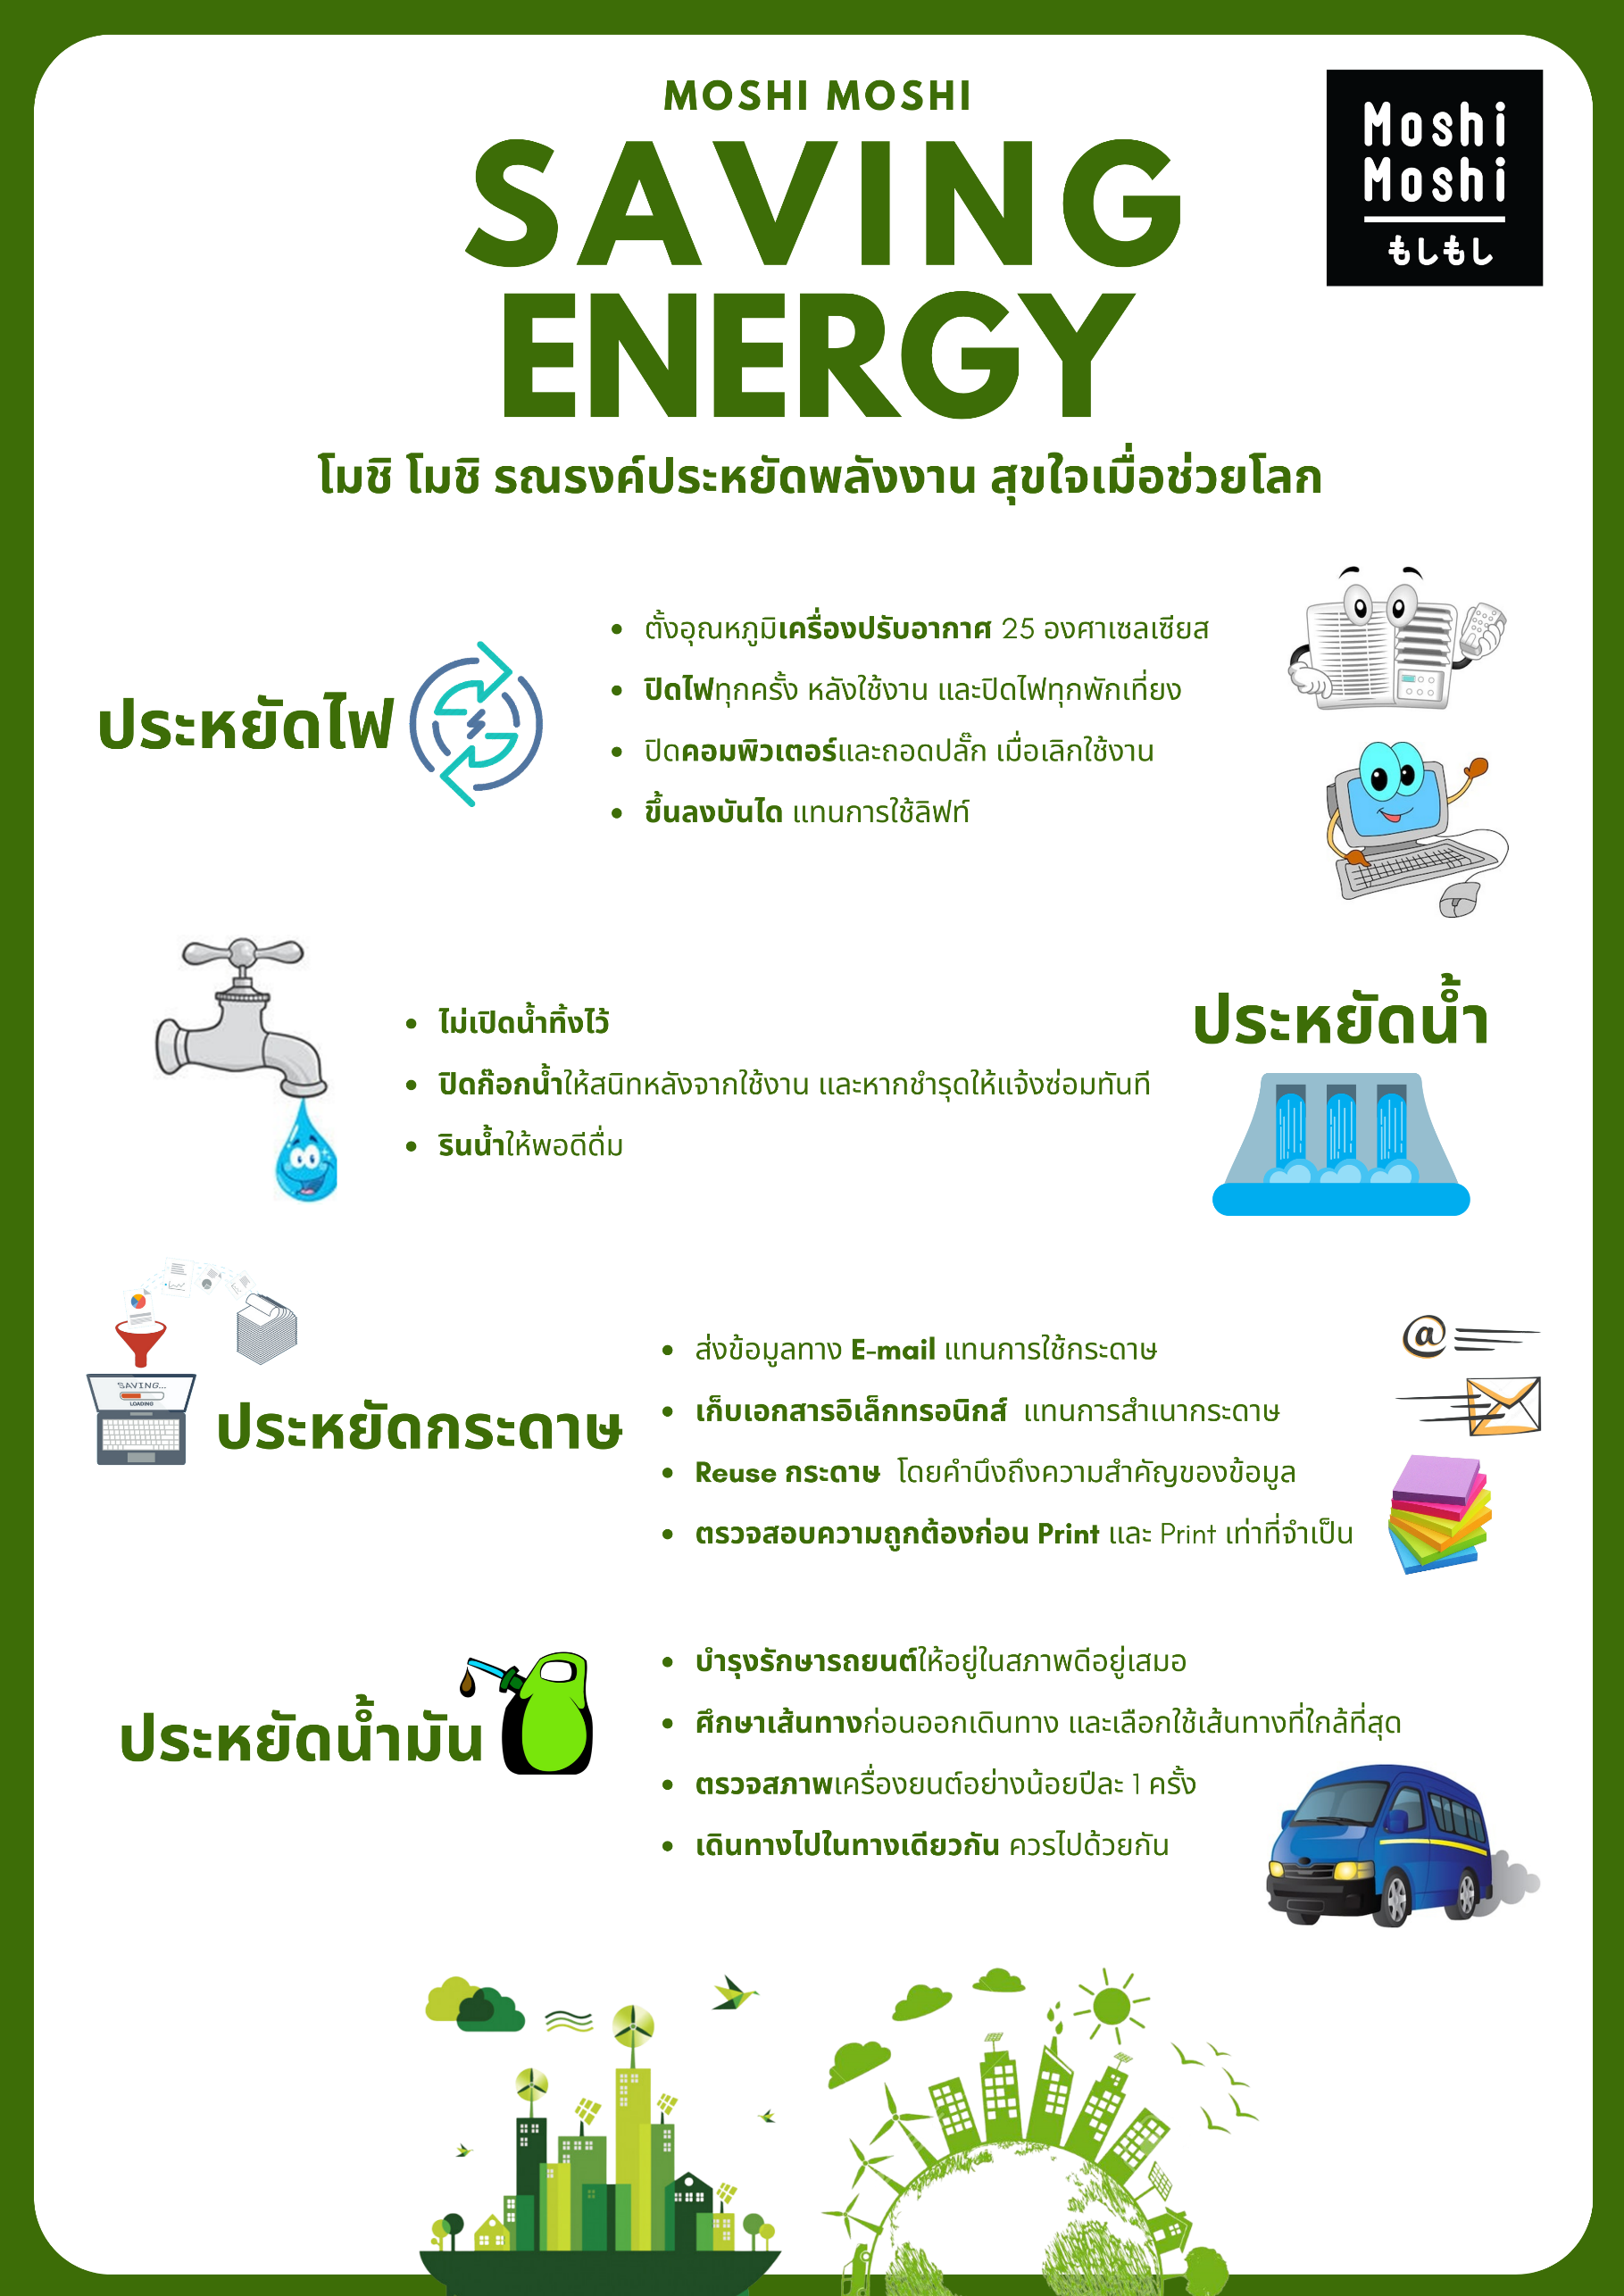 MOSHI MOSHI
SAVING
ENERGY
Moshi
Moshi
もしもし
โมชิ โมชิ รณรงค์ประหยัดพลังงาน สุขใจเมื่อช่วยโลก
ประหยัดไฟ
• ตั้งอุณหภูมิเครื่องปรับอากาศ 25 องศาเซลเซียส
• ปิดไฟทุกครั้ง หลังใช้งาน และปิดไฟทุกพักเที่ยง
• ปิดคอมพิวเตอร์และถอดปลั๊ก เมื่อเลิกใช้งาน
• ขึ้นลงบันได แทนการใช้ลิฟท์
ประหยัดน้ำ
• ไม่เปิดน้ำทิ้งไว้
• ปิดก๊อกน้ำให้สนิทหลังจากใช้งาน และหากชำรุดให้แจ้งซ่อมทันที
• รินน้ำให้พอดีดื่ม
SAVING...
LOADING
ประหยัดกระดาษ
• ส่งข้อมูลทาง E-mail แทนการใช้กระดาษ
• เก็บเอกสารอิเล็กทรอนิกส์ แทนการสำเนากระดาษ
• Reuse กระดาษ โดยคำนึงถึงความสำคัญของข้อมูล
• ตรวจสอบความถูกต้องก่อน Print และ Print เท่าที่จำเป็น
@
ประหยัดน้ำมัน
• บำรุงรักษารถยนต์ให้อยู่ในสภาพดีอยู่เสมอ
• ศึกษาเส้นทางก่อนออกเดินทาง และเลือกใช้เส้นทางที่ใกล้ที่สุด
• ตรวจสภาพเครื่องยนต์อย่างน้อยปีละ 1 ครั้ง
• เดินทางไปในทางเดียวกัน ควรไปด้วยกัน